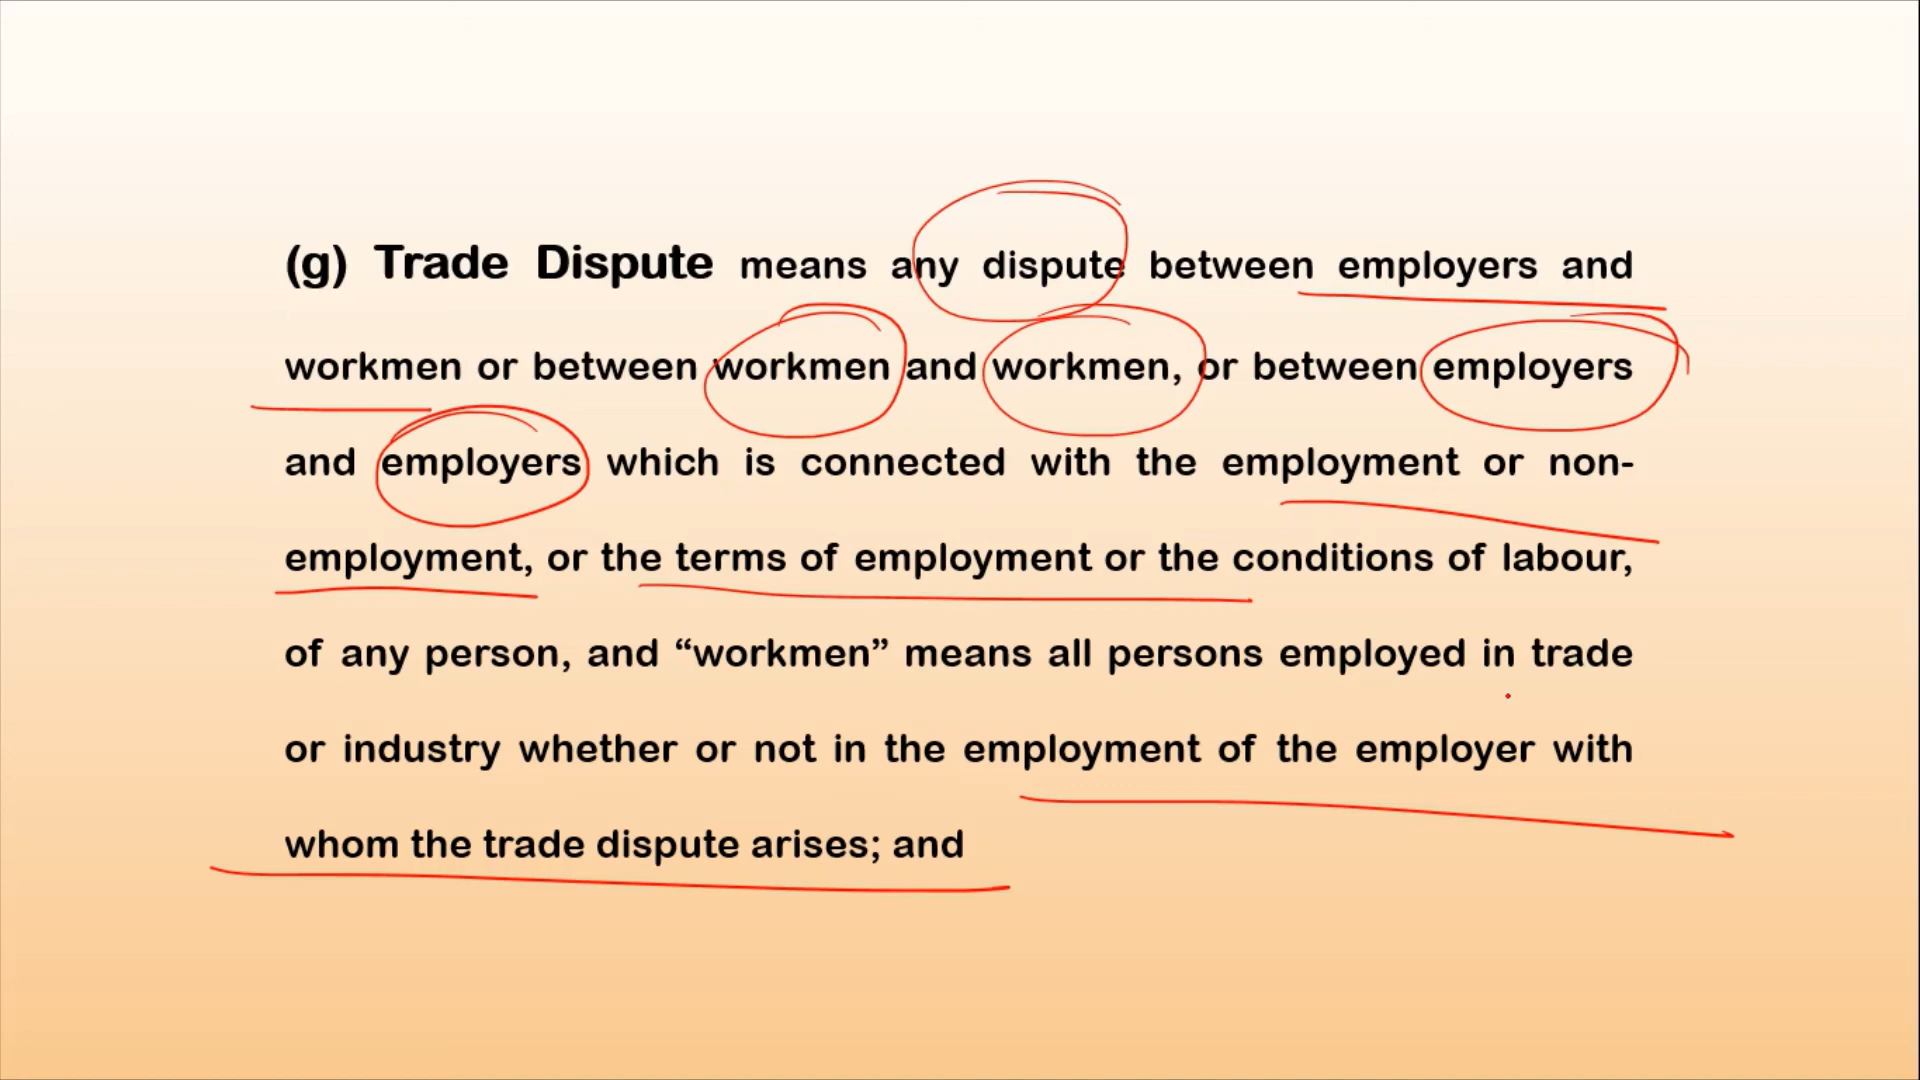 (g) Trade Dispute means any dispute between employers and
workmen or between workmen and workmen, or between employers
and employers which is connected with the employment or non-
employment, or the terms of employment or the conditions of labour,
of any person, and “workmen” means all persons employed in trade
or industry whether or not in the employment of the employer with
whom the trade dispute arises; and